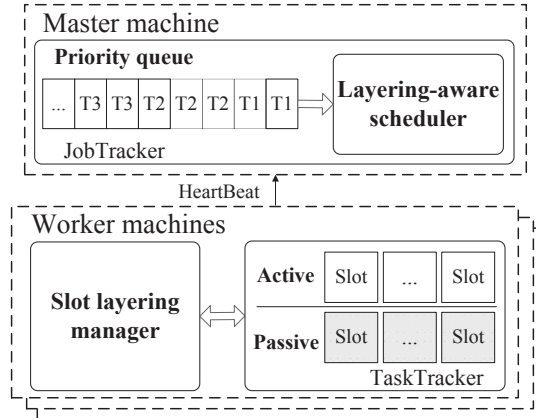 Master machine
Priority queue
... T3 T3 T2 T2 T2 T1 T1
Layering-aware
scheduler
JobTracker
HeartBeat
Worker machines
Slot layering
manager
Active Slot ... Slot
Passive Slot ... Slot
TaskTracker